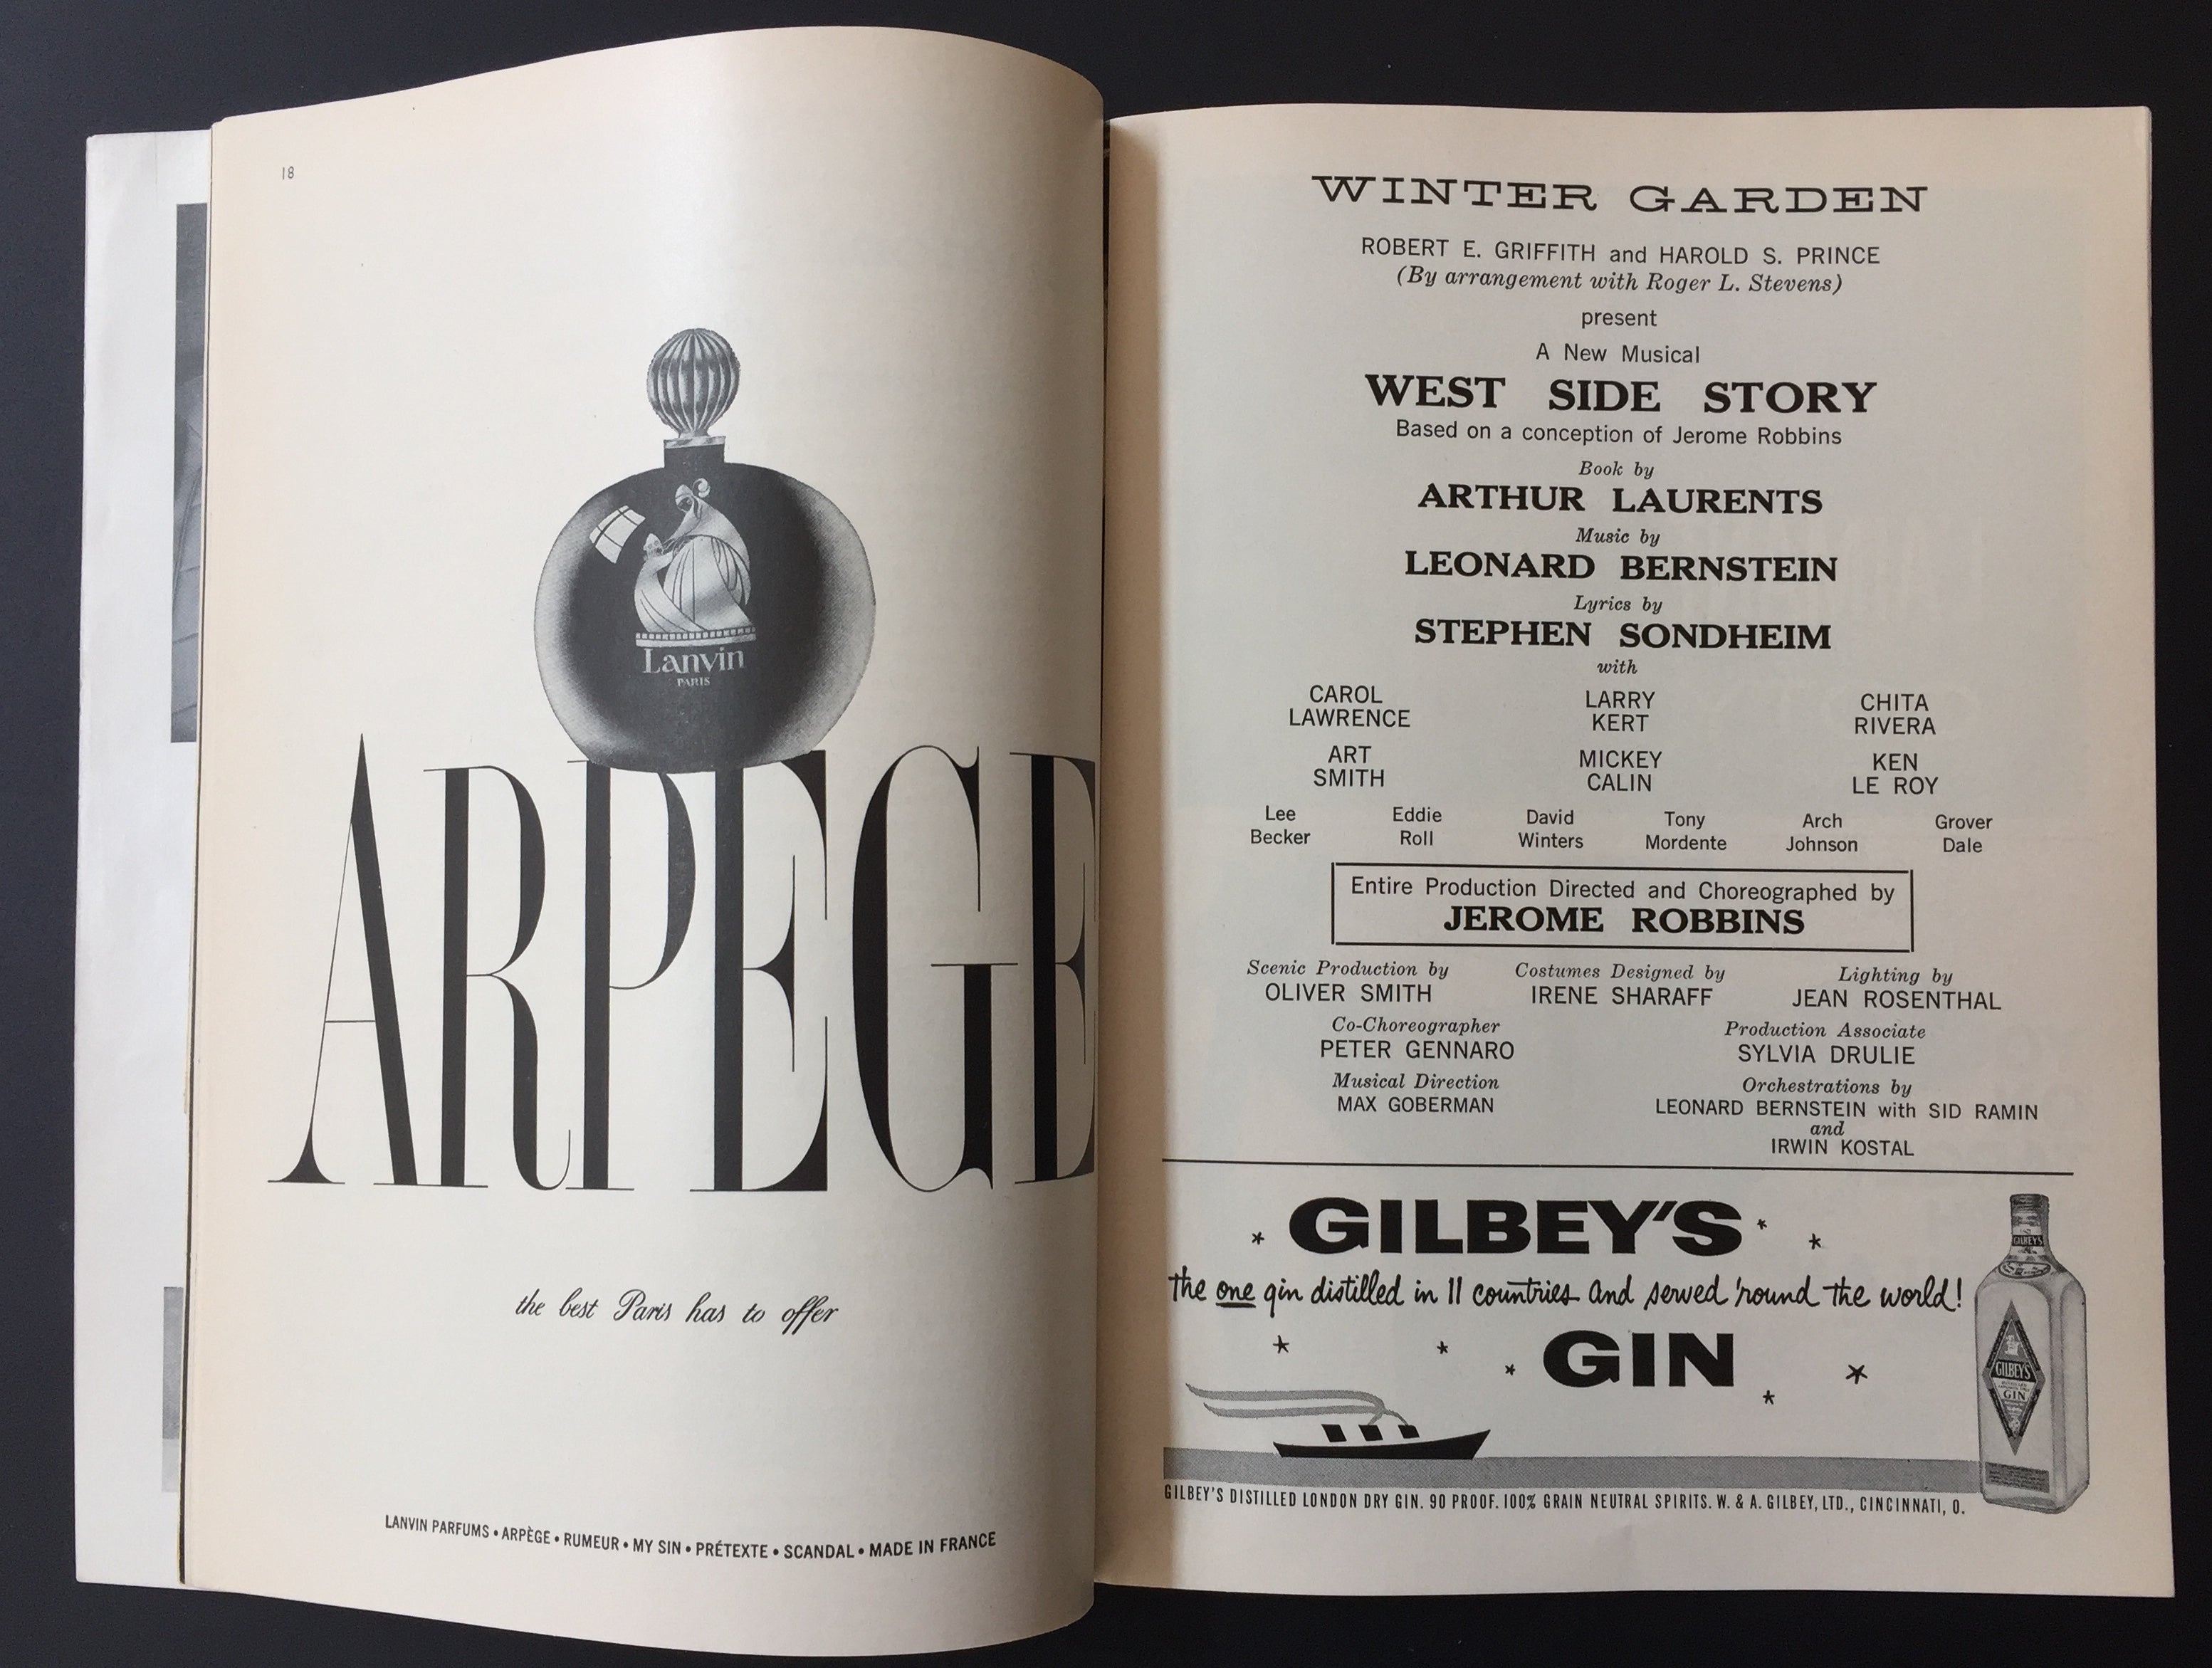 18
Lanvin
PARIS
ARPEGE
the best Paris has to offer
LANVIN PARFUMS • ARPÈGE • RUMEUR • MY SIN • PRÉTEXTE • SCANDAL • MADE IN FRANCE
WINTER GARDEN
ROBERT E. GRIFFITH and HAROLD S. PRINCE
(By arrangement with Roger L. Stevens)
present
A New Musical
WEST SIDE STORY
Based on a conception of Jerome Robbins
Book by
ARTHUR LAURENTS
Music by
LEONARD BERNSTEIN
Lyrics by
STEPHEN SONDHEIM
with
CAROL LARRY CHITA
LAWRENCE KERT RIVERA
ART MICKEY KEN
SMITH CALIN LE ROY
Lee Eddie David Tony Arch Grover
Becker Roll Winters Mordente Johnson Dale
Entire Production Directed and Choreographed by
JEROME ROBBINS
Scenic Production by Costumes Designed by Lighting by
OLIVER SMITH IRENE SHARAFF JEAN ROSENTHAL
Co-Choreographer Production Associate
PETER GENNARO SYLVIA DRULIE
Musical Direction Orchestrations by
MAX GOBERMAN LEONARD BERNSTEIN with SID RAMIN
and
IRWIN KOSTAL
GILBEY'S
the one gin distilled in 11 countries and served 'round the world!
GIN
GILBEY'S
GILBEY'S
GIN
GILBEY'S DISTILLED LONDON DRY GIN. 90 PROOF. 100% GRAIN NEUTRAL SPIRITS. W. & A. GILBEY, LTD., CINCINNATI, O.